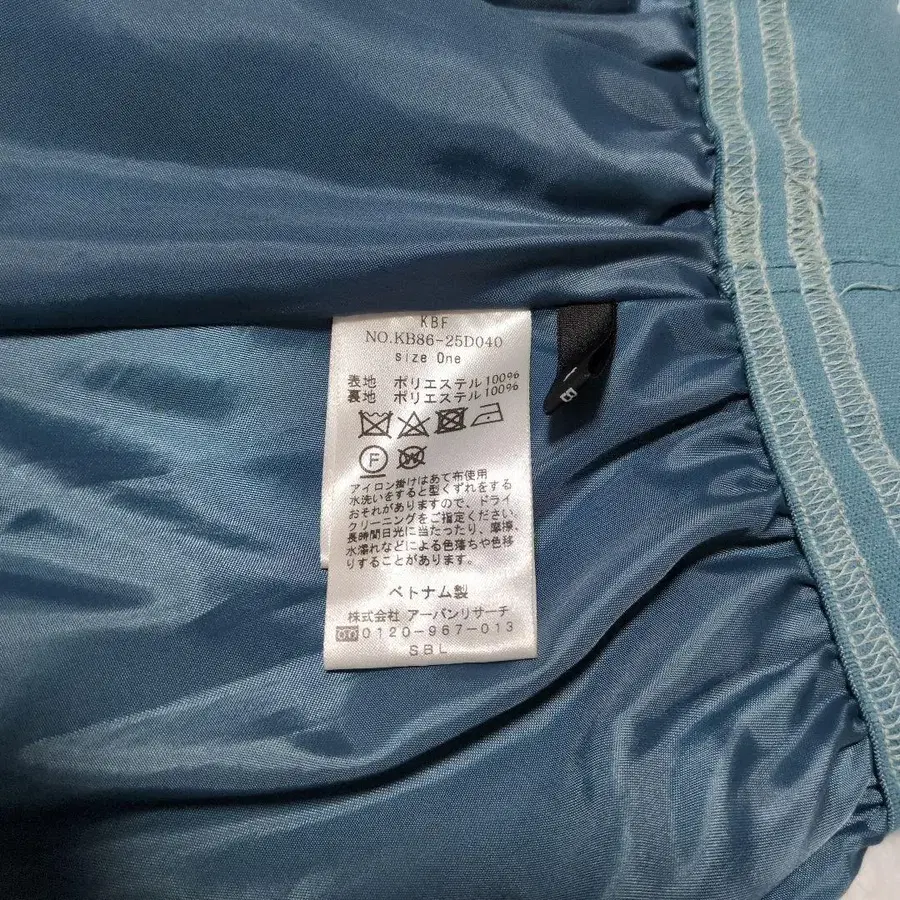 KBF
NO.KB86-25D040
size One
表地 ポリエステル100%
裏地 ポリエステル100%
F W
アイロン掛けはあて布使用
水洗いをすると型くずれをする
おそれがありますので、ドライ
クリーニングをご指定ください。
長時間日光に当たったり、摩擦、
水濡れなどによる色落ちや色移
りすることがあります。
ベトナム製
株式会社 アーバンリサーチ
0120-967-013
SBL